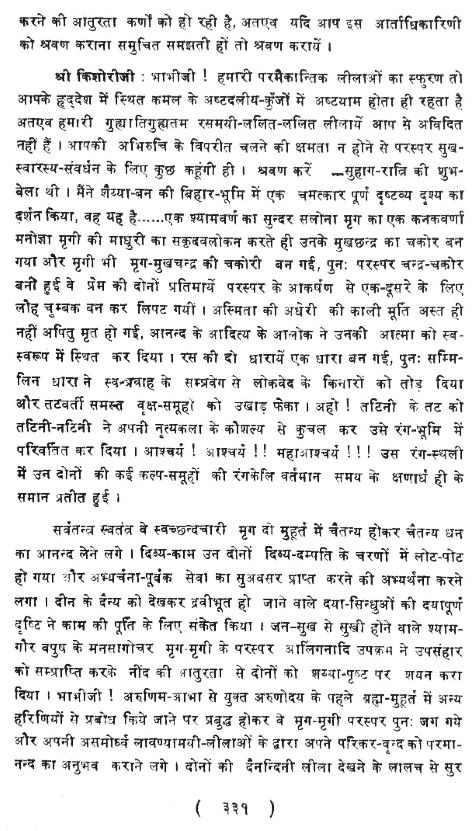 करने की आतुरता कर्णों को हो रही है, अतएव यदि आप इस आर्ताधिकारिणी
को श्रवण कराना समुचित समझती हों तो श्रवण करायें ।
श्री किशोरीजी : भाभीजी ! हमारी परमैकान्तिक लीलाओं का स्फुरण तो
आपके हृद्देश में स्थित कमल के अष्टदलीय-कुँजों में अष्टयाम होता ही रहता है
अतएव हमारी गुह्यातिगुह्यतम रसमयी-ललित-ललित लीलायें आप से अविदित
नहीं हैं । आपकी अभिरुचि के विपरीत चलने की क्षमता न होने से परस्पर सुख-
स्वारस्य-संवर्धन के लिए कुछ कहूंगी ही । श्रवण करें —सुहाग-रात्रि की शुभ-
बेला थी । मैंने शैय्या-बन की बिहार-भूमि में एक चमत्कार पूर्ण दृष्टव्य दृश्य का
दर्शन किया, वह यह है......एक श्यामवर्ण का सुन्दर सलोना मृग का एक कनकवर्णा
मनोज्ञा मृगी की माधुरी का सकृदवलोकन करते ही उनके मुखछन्द्र का चकोर बन
गया और मृगी भी मृग-मुखचन्द्र की चकोरी बन गई, पुनः परस्पर चन्द्र-चकोर
बनी हुई वे प्रेम की दोनों प्रतिमायें परस्पर के आकर्षण से एक-दूसरे के लिए
लौह चुम्बक बन कर लिपट गयीं । अस्मिता की अधेरी की काली मूर्ति अस्त ही
नहीं अपितु मृत हो गई, आनन्द के आदित्य के आलोक ने उनकी आत्मा को स्व-
स्वरूप में स्थित कर दिया । रस की दो धारायें एक धारा बन गई, पुनः सम्मि-
लिन धारा ने स्व-प्रवाह के सम्प्रवेग से लोकवेद के किनारों को तोड़ दिया
और तटवर्ती समस्त वृक्ष-समूहों को उखाड़ फेंका । अहो ! तटिनी के तट को
तटिनी-नटिनी ने अपनी नृत्यकला के कौशल्य से कुचल कर उसे रंग-भूमि में
परिवर्तित कर दिया । आश्चर्य ! आश्चर्य !! महाआश्चर्य !!! उस रंग-स्थली
में उन दोनों की कई कल्प-समूहों की रंगकेलि वर्तमान समय के क्षणार्ध ही के
समान प्रतीत हुई ।
सर्वतन्त्र स्वतंत्र वे स्वच्छन्दचारी मृग दो मुहूर्त में चैतन्य होकर चैतन्य धन
का आनन्द लेने लगे । दिव्य-काम उन दोनों दिव्य-दम्पति के चरणों में लोट-पोट
हो गया और अभ्यर्चना-पूर्वक सेवा का सुअवसर प्राप्त करने की अभ्यर्थना करने
लगा । दीन के दैन्य को देखकर द्रवीभूत हो जाने वाले दया-सिन्धुओं की दयापूर्ण
दृष्टि ने काम की पूर्ति के लिए संकेत किया । जन-सुख से सुखी होने वाले श्याम-
गौर वपुष के मनसागोचर मृग-मृगी के परस्पर आलिगनादि उपक्रम ने उपसंहार
को सम्प्राप्ति करके नींद की आतुरता से दोनों को शय्या-पृष्ट पर शयन करा
दिया । भाभीजी ! अरुणिम-आभा से युक्त अरुणोदय के पहले ब्रह्म-मुहूर्त में अन्य
हरिणियों से प्रबोध किये जाने पर प्रबुद्ध होकर वे मृग-मृगी परस्पर पुनः जग गये
और अपनी असमोर्ध्व लावण्यामयी-लीलाओं के द्वारा अपने परिकर-वृन्द को परमा-
नन्द का अनुभव कराने लगे । दोनों की दैनन्दिनी लीला देखने के लालच से सुर
( ३३१ )